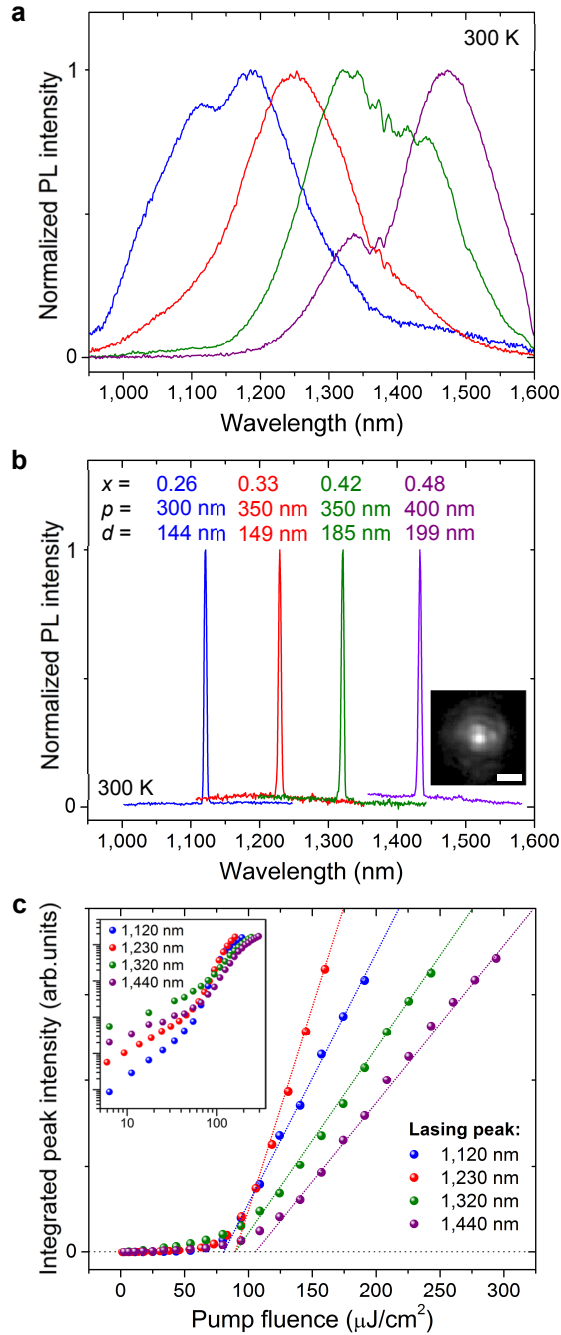 a
300 K
Normalized PL intensity
1
0
1,000 1,100 1,200 1,300 1,400 1,500 1,600
Wavelength (nm)
b
x = 0.26 0.33 0.42 0.48
p = 300 nm 350 nm 350 nm 400 nm
d = 144 nm 149 nm 185 nm 199 nm
Normalized PL intensity
1
300 K
0
1,000 1,100 1,200 1,300 1,400 1,500 1,600
Wavelength (nm)
c
Integrated peak intensity (arb.units)
1,120 nm
1,230 nm
1,320 nm
1,440 nm
10 100
Lasing peak:
1,120 nm
1,230 nm
1,320 nm
1,440 nm
0
0 50 100 150 200 250 300
Pump fluence (μJ/cm²)